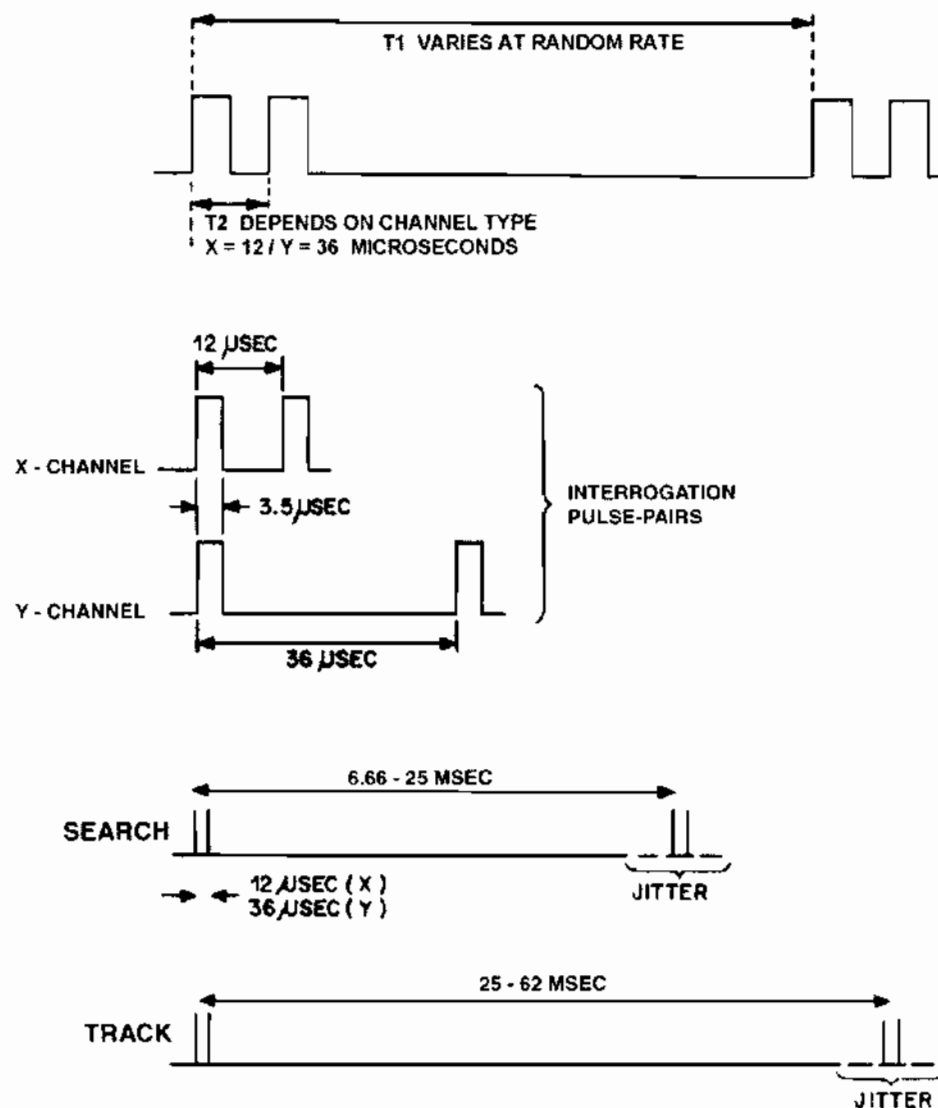 T1 VARIES AT RANDOM RATE
T2 DEPENDS ON CHANNEL TYPE
X = 12 / Y = 36 MICROSECONDS
12 µSEC
X - CHANNEL
3.5 µSEC
INTERROGATION
PULSE-PAIRS
Y - CHANNEL
36 µSEC
6.66 - 25 MSEC
SEARCH
12 µSEC ( X )
36 µSEC ( Y )
JITTER
25 - 62 MSEC
TRACK
JITTER